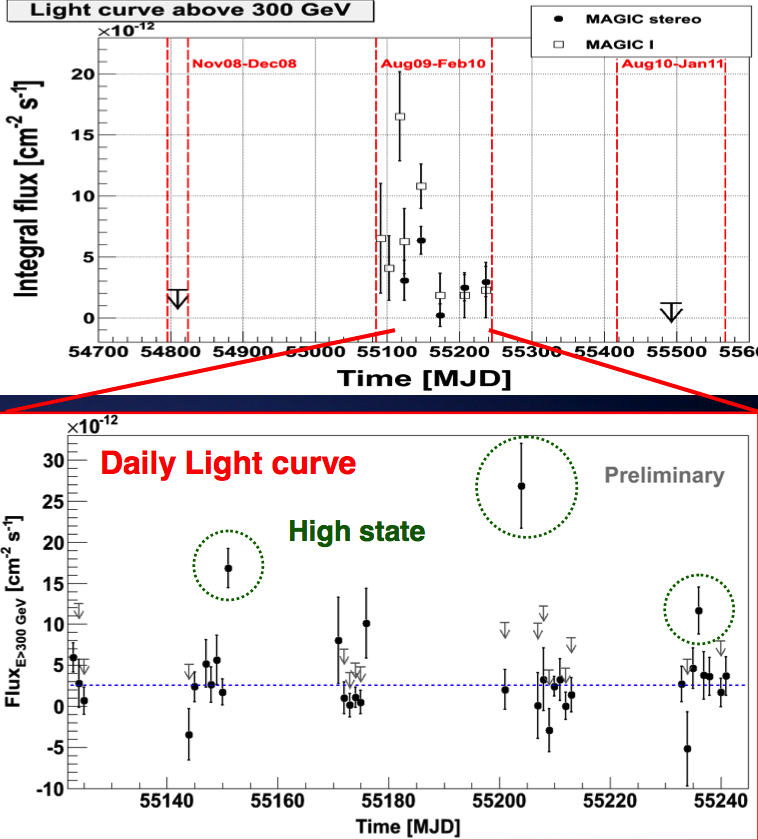 Light curve above 300 GeV
×10-12
MAGIC stereo
MAGIC I
Nov08-Dec08
Aug09-Feb10
Aug10-Jan11
20
15
10
5
0
Integral flux [cm-2 s-1]
54700 54800 54900 55000 55100 55200 55300 55400 55500 5560
Time [MJD]
×10-12
Daily Light curve
Preliminary
High state
30
25
20
15
10
5
0
-5
-10
FluxE>300 GeV [cm-2 s-1]
55140 55160 55180 55200 55220 55240
Time [MJD]